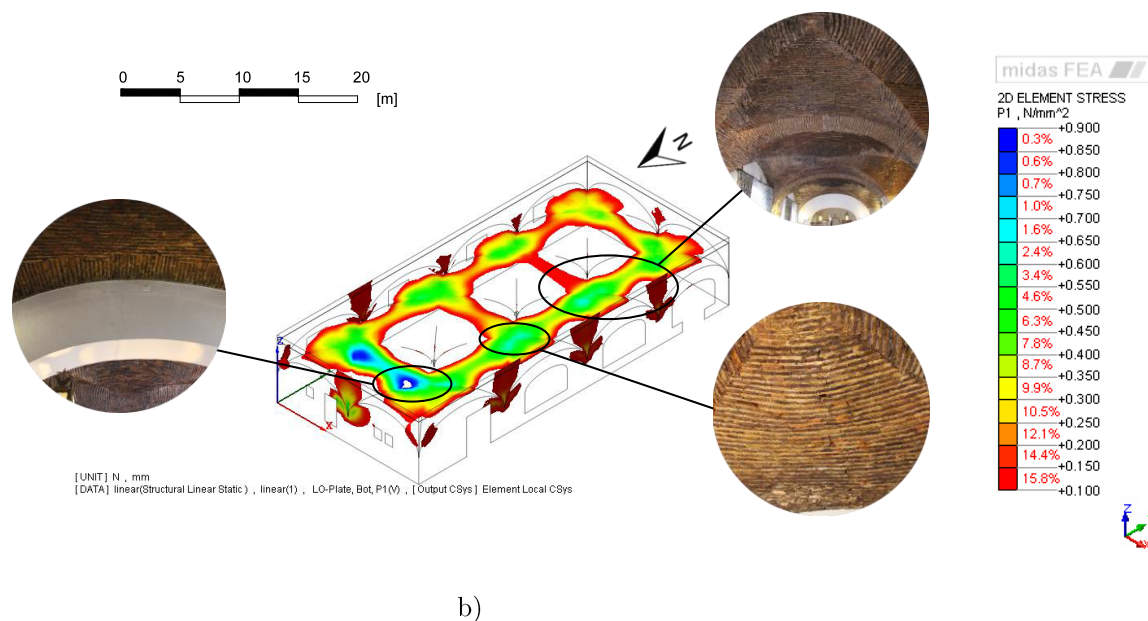 0 5 10 15 20
[m]
N
midas FEA
2D ELEMENT STRESS
P1 , N/mm^2
+0.900
0.3%
+0.850
0.6%
+0.800
0.7%
+0.750
1.0%
+0.700
1.6%
+0.650
2.4%
+0.600
3.4%
+0.550
4.6%
+0.500
6.3%
+0.450
7.8%
+0.400
8.7%
+0.350
9.9%
+0.300
10.5%
+0.250
12.1%
+0.200
14.4%
+0.150
15.8%
+0.100
Z
X
[UNIT] N , mm
[DATA] linear(Structural Linear Static ) , linear(1) , LO-Plate, Bot, P1(V) , [Output CSys] Element Local CSys
Z
b)